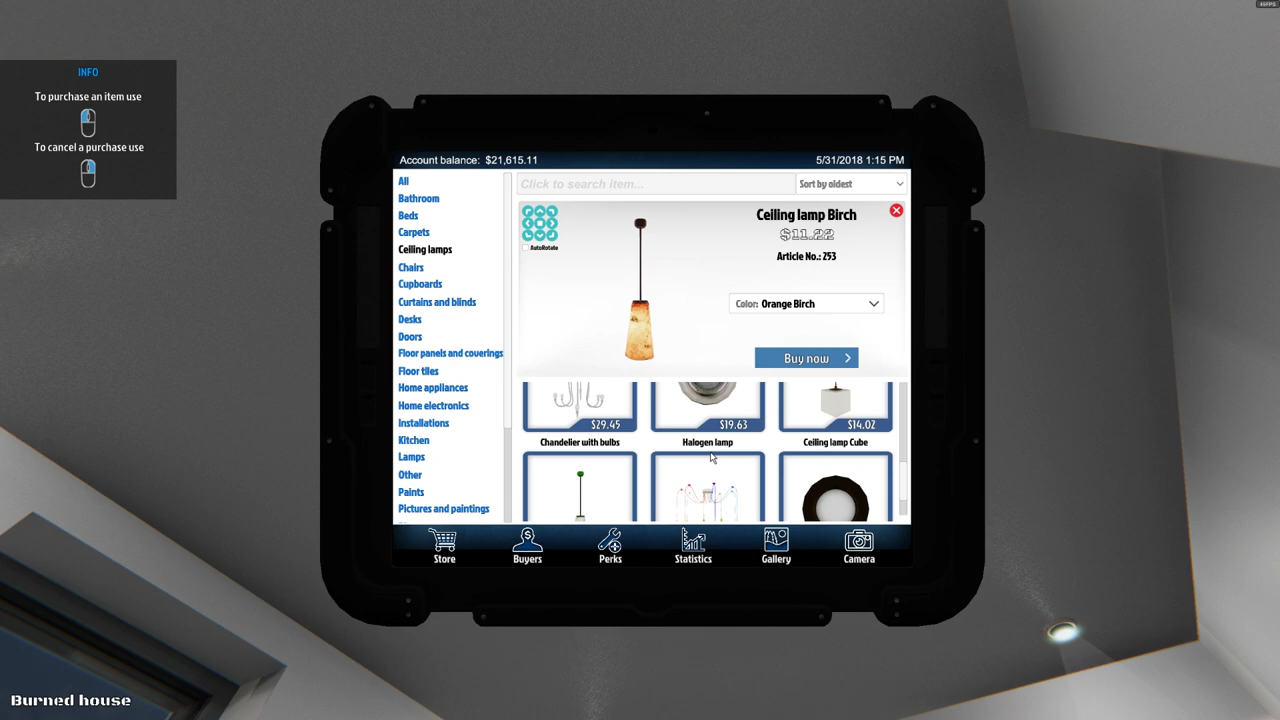 49FPS
INFO
To purchase an item use
To cancel a purchase use
Account balance: $21,615.11
5/31/2018 1:15 PM
All
Bathroom
Beds
Carpets
Ceiling lamps
Chairs
Cupboards
Curtains and blinds
Desks
Doors
Floor panels and coverings
Floor tiles
Home appliances
Home electronics
Installations
Kitchen
Lamps
Other
Paints
Pictures and paintings
Click to search item...
Sort by oldest
AutoRotate
Ceiling lamp Birch
$11.22
Article No.: 253
Color: Orange Birch
Buy now
$29.45
$19.63
$14.02
Chandelier with bulbs
Halogen lamp
Ceiling lamp Cube
Store
Buyers
Perks
Statistics
Gallery
Camera
Burned house